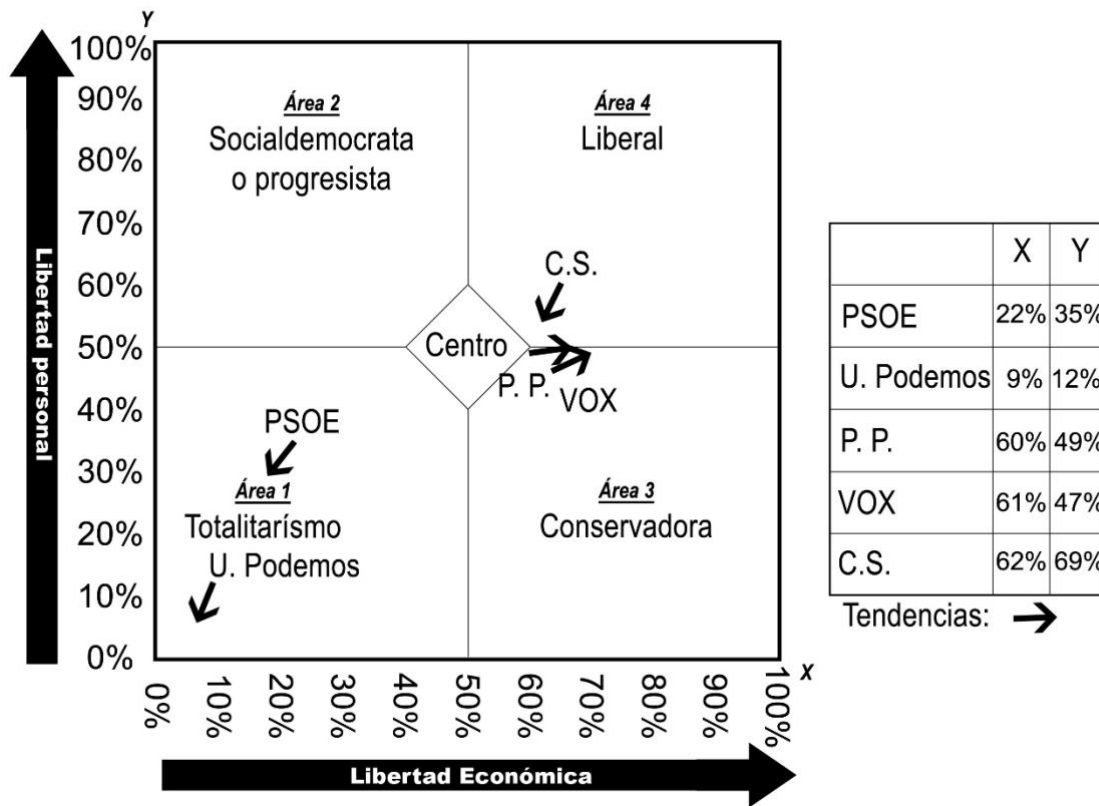 Y
100%
90%
80%
70%
60%
50%
40%
30%
20%
10%
0%
Libertad personal
Área 2
Socialdemocrata
o progresista
Área 4
Liberal
C.S.
Centro
P. P.
VOX
PSOE
Área 1
Totalitarísmo
U. Podemos
Área 3
Conservadora
X
0%
10%
20%
30%
40%
50%
60%
70%
80%
90%
100%
Libertad Económica
X Y
PSOE 22% 35%
U. Podemos 9% 12%
P. P. 60% 49%
VOX 61% 47%
C.S. 62% 69%
Tendencias: